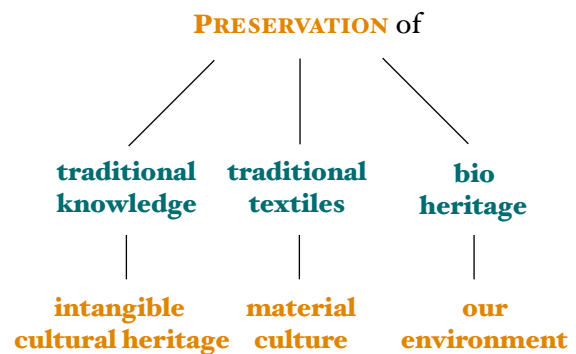 PRESERVATION of
traditional
knowledge
traditional
textiles
bio
heritage
intangible
cultural heritage
material
culture
our
environment